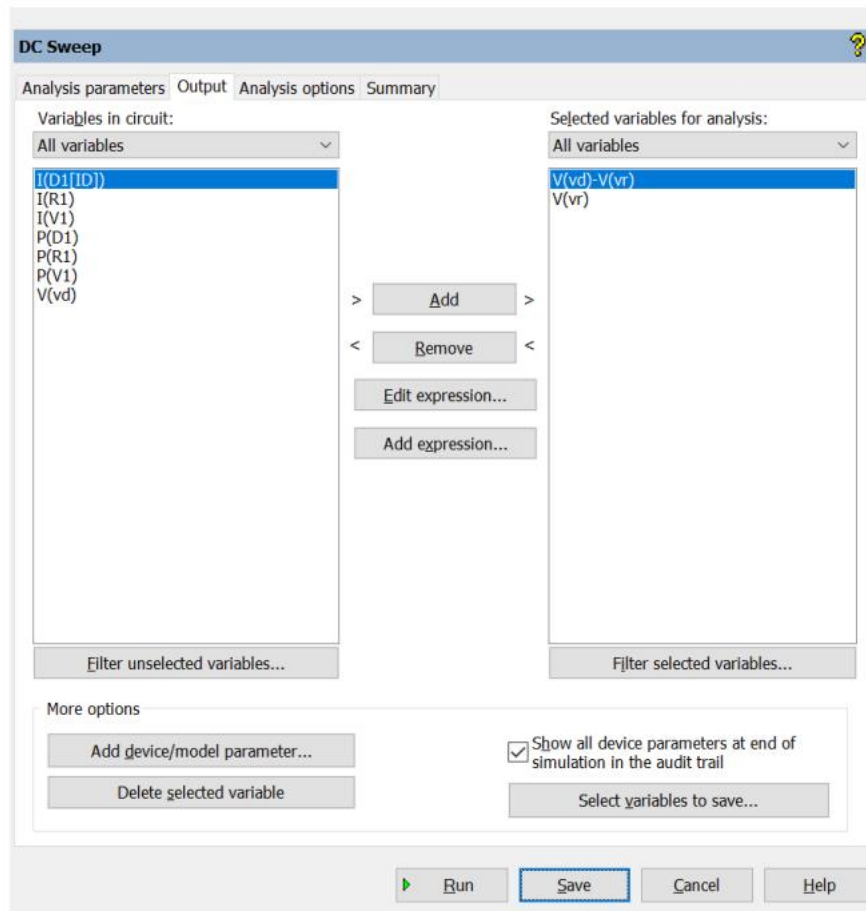 DC Sweep
Analysis parameters Output Analysis options Summary
Variables in circuit:
All variables
I(D1[ID])
I(R1)
I(V1)
P(D1)
P(R1)
P(V1)
V(vd)
Filter unselected variables...
> Add >
< Remove <
Edit expression...
Add expression...
Selected variables for analysis:
All variables
V(vd)-V(vr)
V(vr)
Filter selected variables...
More options
Add device/model parameter...
Delete selected variable
Show all device parameters at end of
simulation in the audit trail
Select variables to save...
Run Save Cancel Help